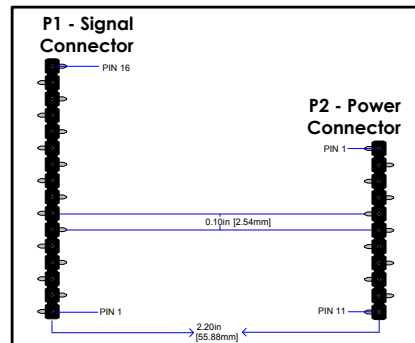 P1 - Signal
Connector
PIN 16
P2 - Power
Connector
PIN 1
0.10in [2.54mm]
PIN 1
PIN 11
2.20in
[55.88mm]